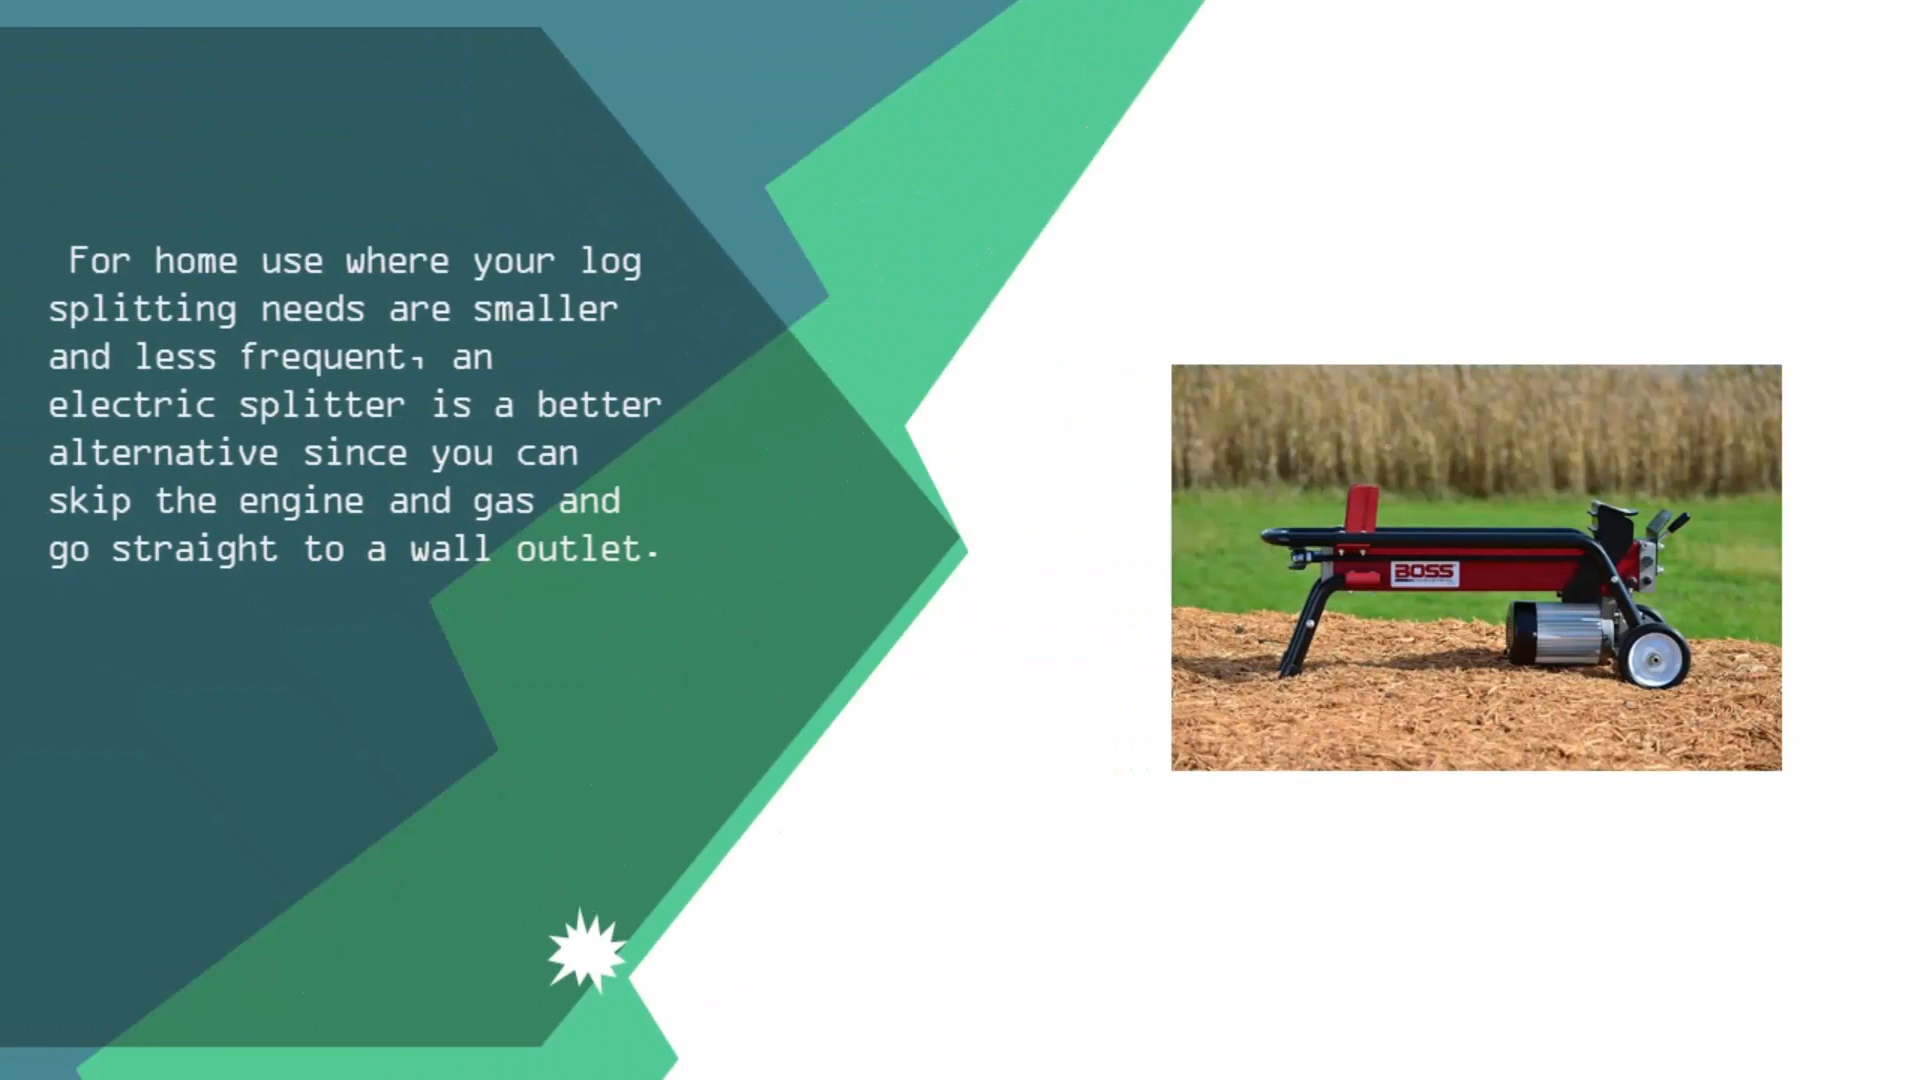 For home use where your log
splitting needs are smaller
and less frequent, an
electric splitter is a better
alternative since you can
skip the engine and gas and
go straight to a wall outlet.
BOSS